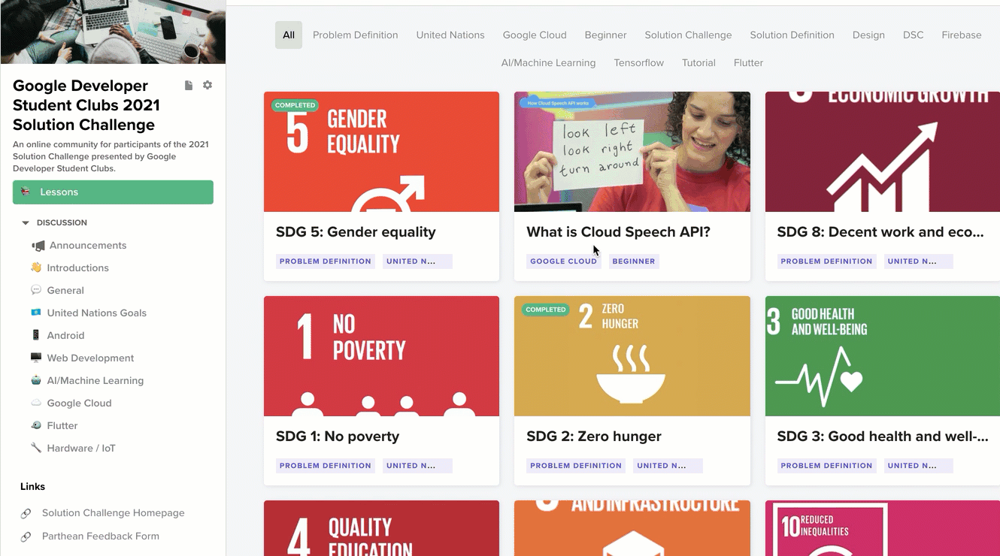 Google Developer
Student Clubs 2021
Solution Challenge
An online community for participants of the 2021
Solution Challenge presented by Google
Developer Student Clubs.
Lessons
DISCUSSION
Announcements
Introductions
General
United Nations Goals
Android
Web Development
AI/Machine Learning
Google Cloud
Flutter
Hardware / IoT
Links
Solution Challenge Homepage
Parthean Feedback Form
All Problem Definition United Nations Google Cloud Beginner Solution Challenge Solution Definition Design DSC Firebase
AI/Machine Learning Tensorflow Tutorial Flutter
COMPLETED
5 GENDER
EQUALITY
SDG 5: Gender equality
PROBLEM DEFINITION UNITED N...
How Cloud Speech API works
look left
look right
turn around
What is Cloud Speech API?
GOOGLE CLOUD BEGINNER
ECONOMIC GROWTH
SDG 8: Decent work and eco...
PROBLEM DEFINITION UNITED N...
1 NO
POVERTY
SDG 1: No poverty
PROBLEM DEFINITION UNITED N...
COMPLETED
2 ZERO
HUNGER
SDG 2: Zero hunger
PROBLEM DEFINITION UNITED N...
3 GOOD HEALTH
AND WELL-BEING
SDG 3: Good health and well-...
PROBLEM DEFINITION UNITED N...
4 QUALITY
EDUCATION
AND INFRASTRUCTURE
10 REDUCED
INEQUALITIES